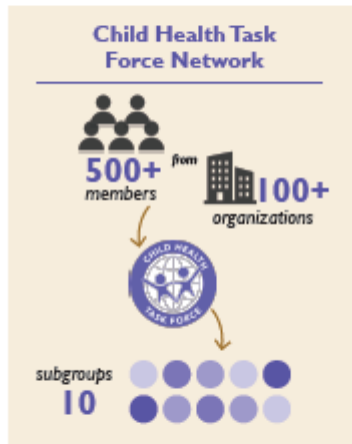 Child Health Task
Force Network
500+
members
from
100+
organizations
CHILD HEALTH
TASK FORCE
subgroups
10